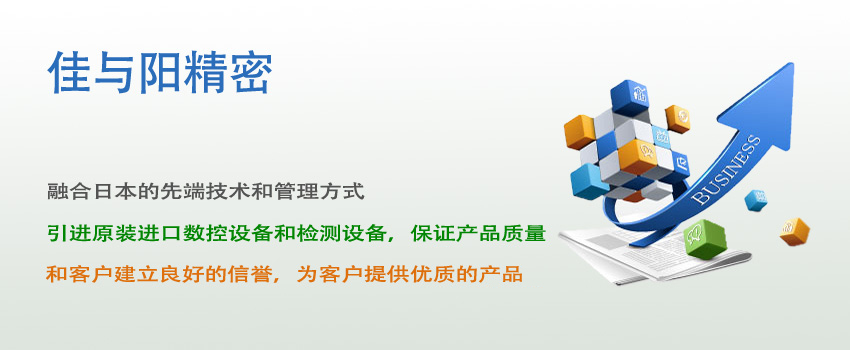 佳与阳精密
融合日本的先端技术和管理方式
引进原装进口数控设备和检测设备，保证产品质量
和客户建立良好的信誉，为客户提供优质的产品
BUSINESS